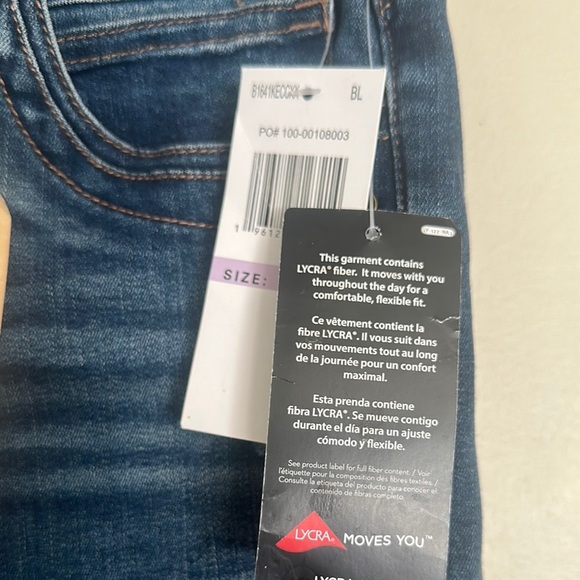 BL
PO# 100-00108003
1 9612
SIZE:
This garment contains
LYCRA® fiber. It moves with you
throughout the day for a
comfortable, flexible fit.
Ce vêtement contient la
fibre LYCRA®. Il vous suit dans
vos mouvements tout au long
de la journée pour un confort
maximal.
Esta prenda contiene
fibra LYCRA®. Se mueve contigo
durante el día para un ajuste
cómodo y flexible.
See product label for full fiber content. / Voir
l'étiquette pour la composition des fibres textiles. /
Consulte la etiqueta del producto para conocer el
contenido de fibras completo.
LYCRA® MOVES YOU™